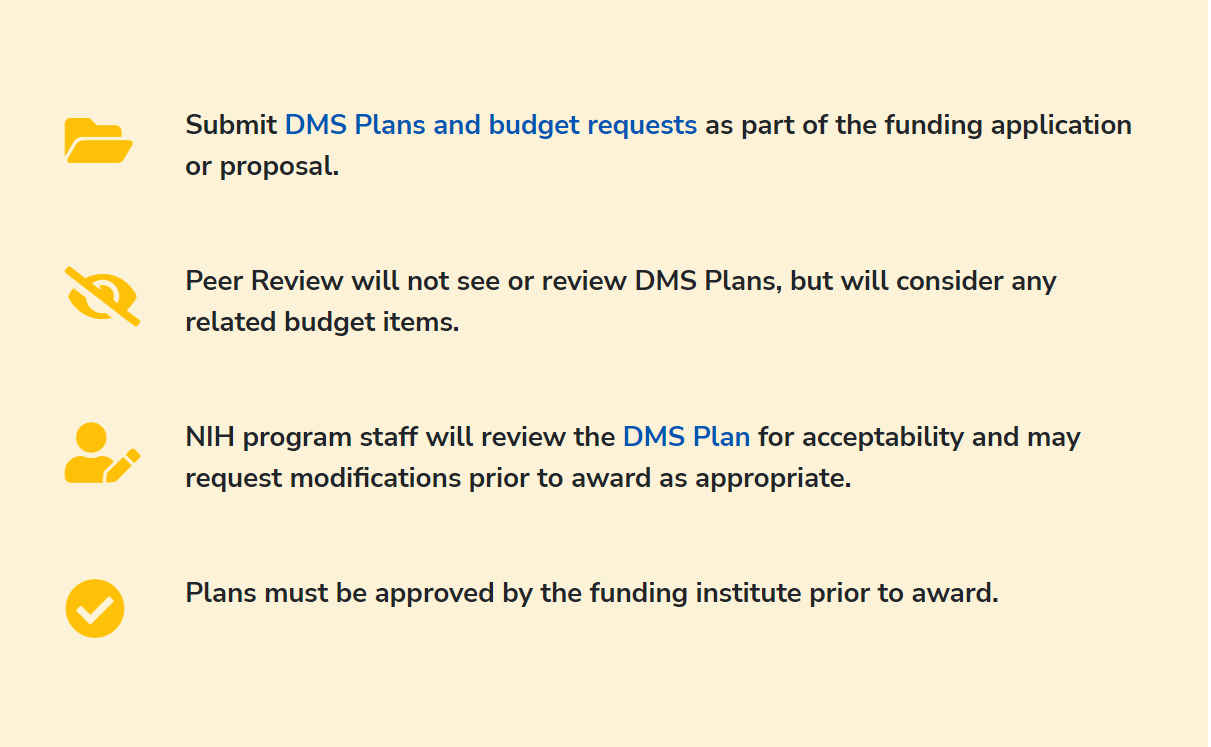 Submit DMS Plans and budget requests as part of the funding application
or proposal.
Peer Review will not see or review DMS Plans, but will consider any
related budget items.
NIH program staff will review the DMS Plan for acceptability and may
request modifications prior to award as appropriate.
Plans must be approved by the funding institute prior to award.